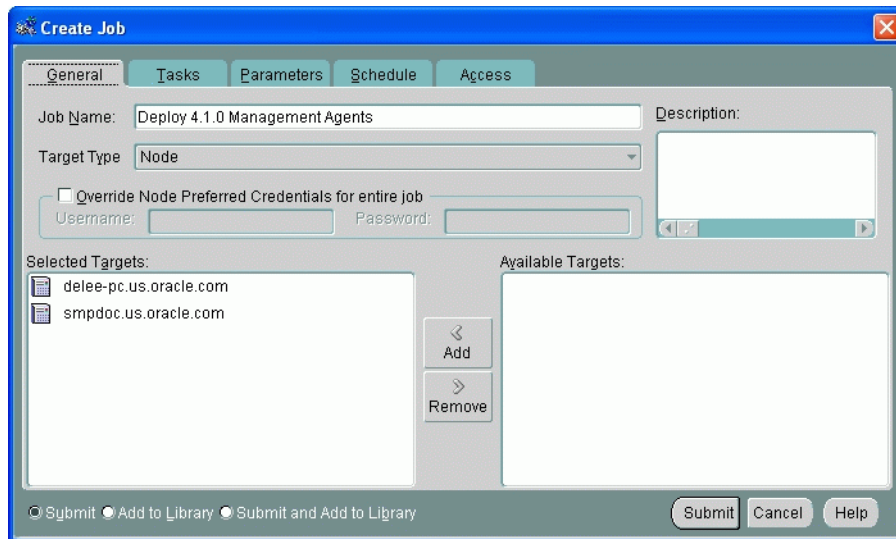 Create Job
General Tasks Parameters Schedule Access
Job Name: Deploy 4.1.0 Management Agents
Description:
Target Type Node
Override Node Preferred Credentials for entire job
Username: Password:
Selected Targets:
Available Targets:
delee-pc.us.oracle.com
smpdoc.us.oracle.com
Add
Remove
Submit Add to Library Submit and Add to Library
Submit Cancel Help